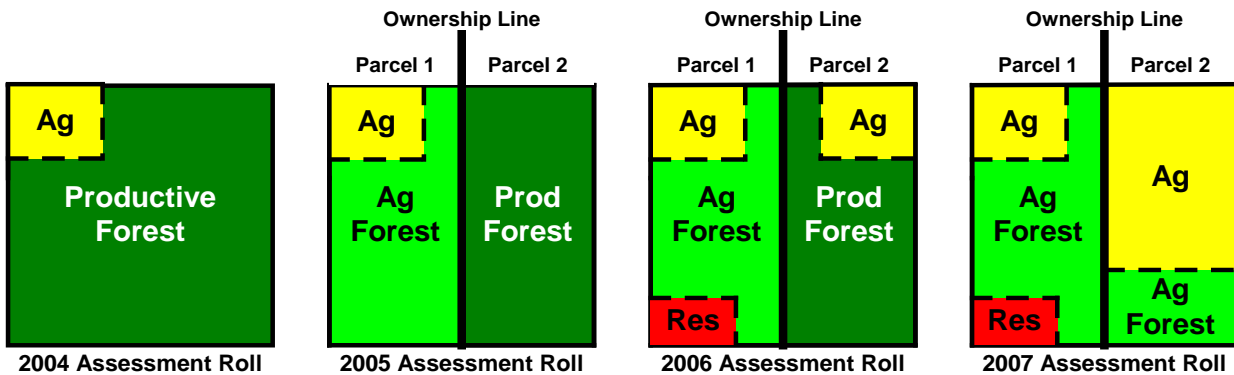 Ownership Line
Ownership Line
Ownership Line
Parcel 1
Parcel 2
Parcel 1
Parcel 2
Parcel 1
Parcel 2
Ag
Productive
Forest
2004 Assessment Roll
Ag
Ag
Forest
Prod
Forest
2005 Assessment Roll
Ag
Ag
Forest
Res
Ag
Prod
Forest
2006 Assessment Roll
Ag
Ag
Forest
Res
Ag
Ag
Forest
2007 Assessment Roll